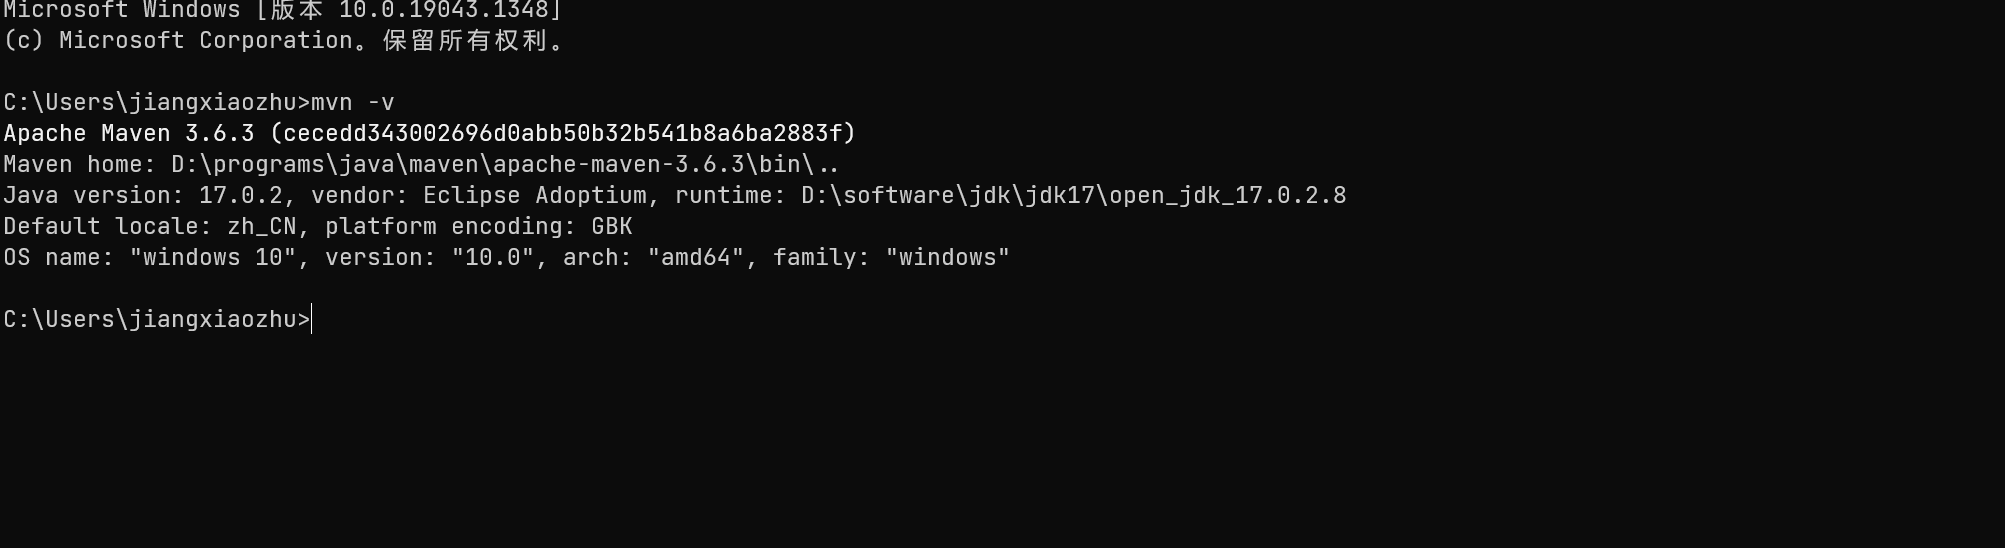 Microsoft Windows [版本 10.0.19043.1348]
(c) Microsoft Corporation。保留所有权利。
C:\Users\jiangxiaozhu>mvn -v
Apache Maven 3.6.3 (cecedd343002696d0abb50b32b541b8a6ba2883f)
Maven home: D:\programs\java\maven\apache-maven-3.6.3\bin\..
Java version: 17.0.2, vendor: Eclipse Adoptium, runtime: D:\software\jdk\jdk17\open_jdk_17.0.2.8
Default locale: zh_CN, platform encoding: GBK
OS name: "windows 10", version: "10.0", arch: "amd64", family: "windows"
C:\Users\jiangxiaozhu>